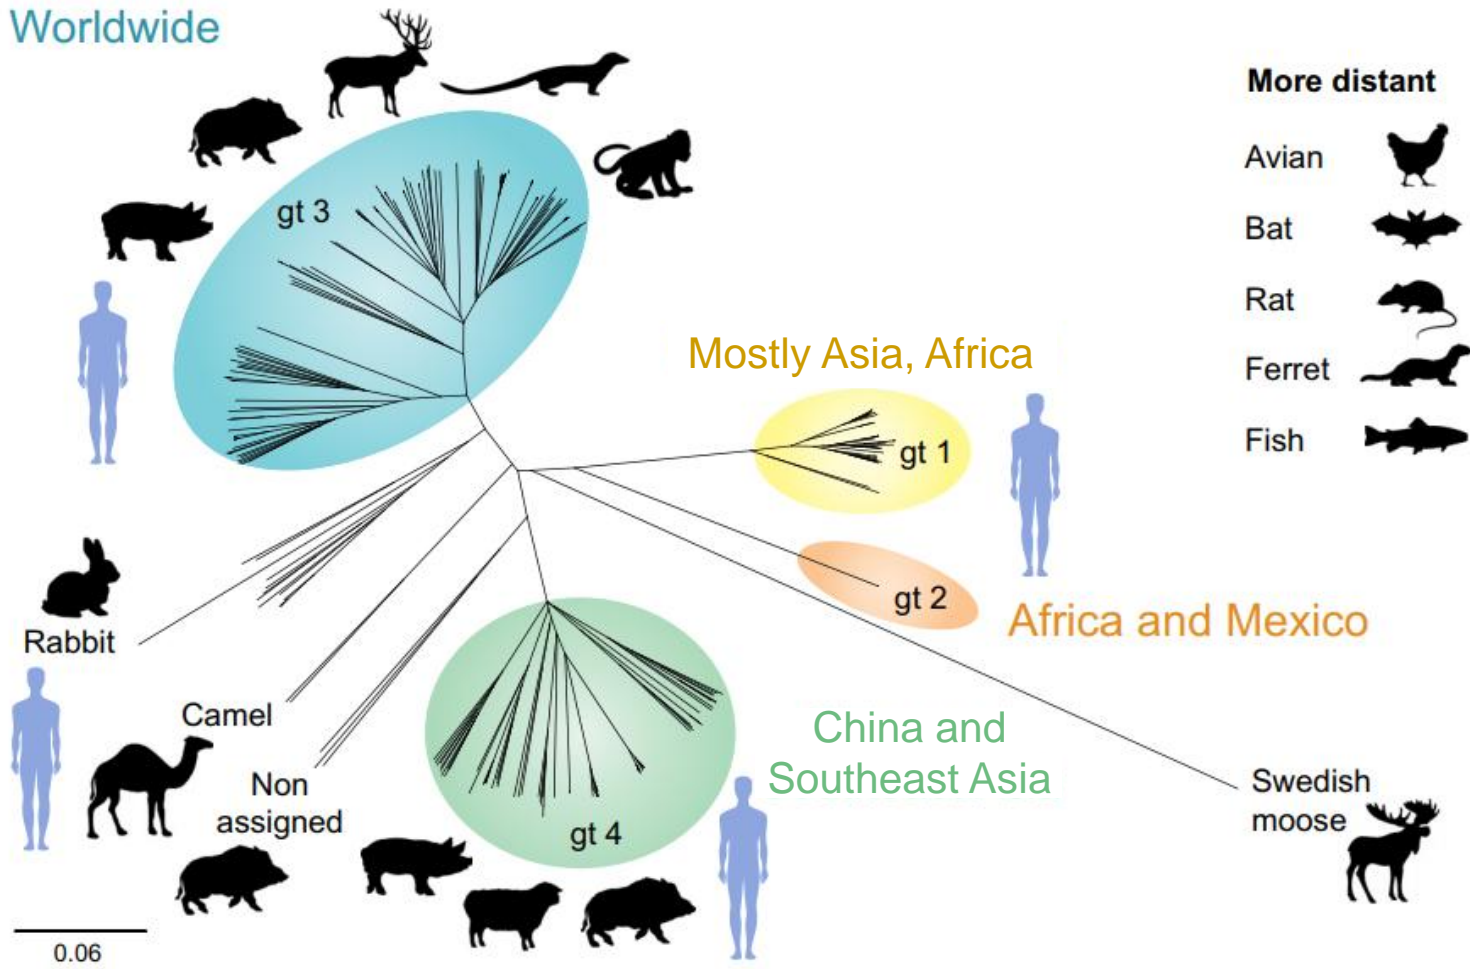 Worldwide
More distant
Avian
Bat
Rat
Ferret
Fish
gt 3
Mostly Asia, Africa
gt 1
gt 2
Africa and Mexico
Rabbit
Camel
Non
assigned
gt 4
China and
Southeast Asia
Swedish
moose
0.06